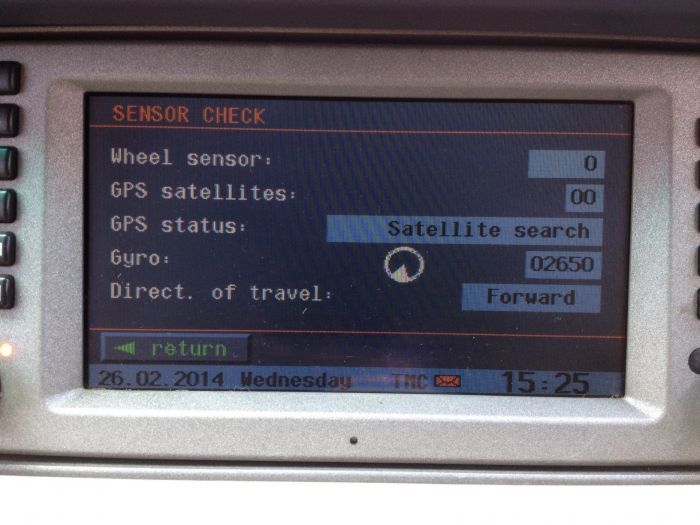 SENSOR CHECK
Wheel sensor: 0
GPS satellites: 00
GPS status: Satellite search
Gyro: 02650
Direct. of travel: Forward
return
26.02.2014 Wednesday TMC 15:25